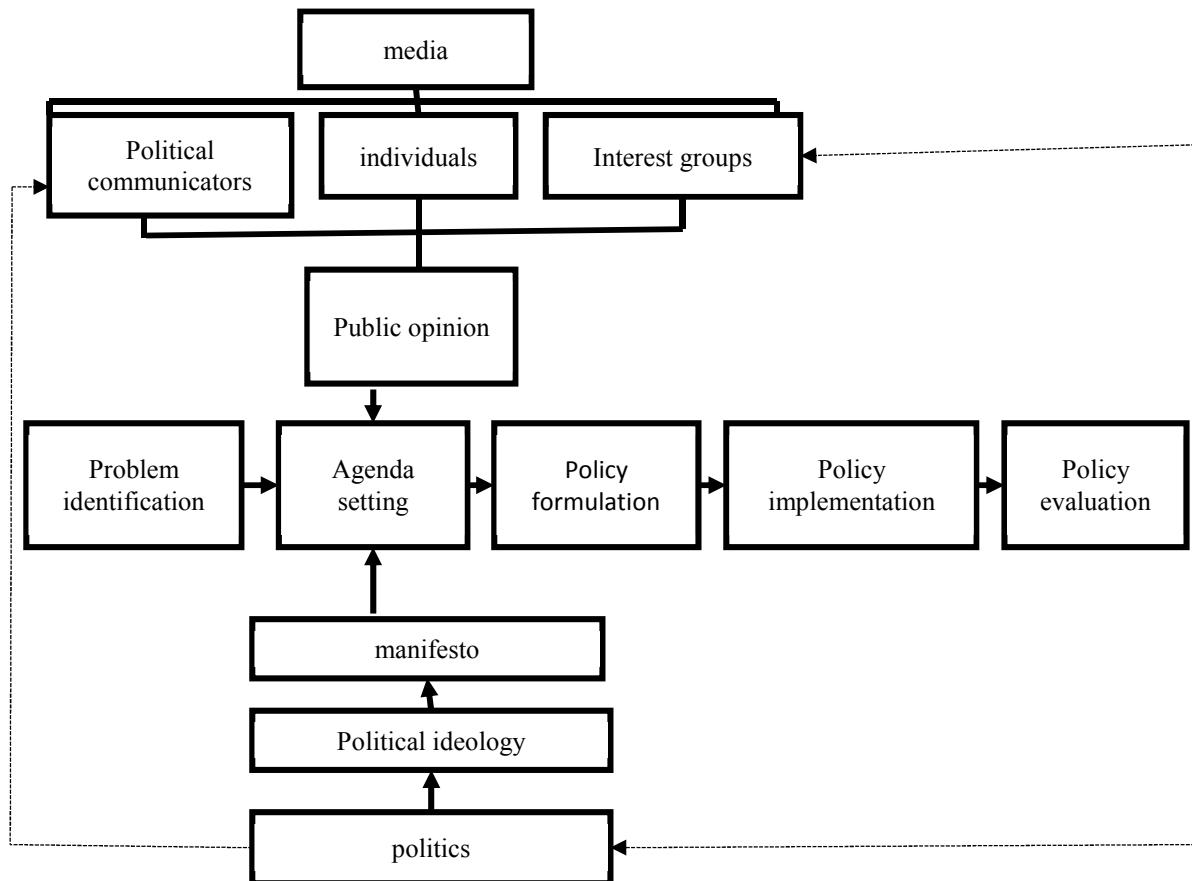 media
Political
communicators
individuals
Interest groups
Public opinion
Problem
identification
Agenda
setting
Policy
formulation
Policy
implementation
Policy
evaluation
manifesto
Political ideology
politics